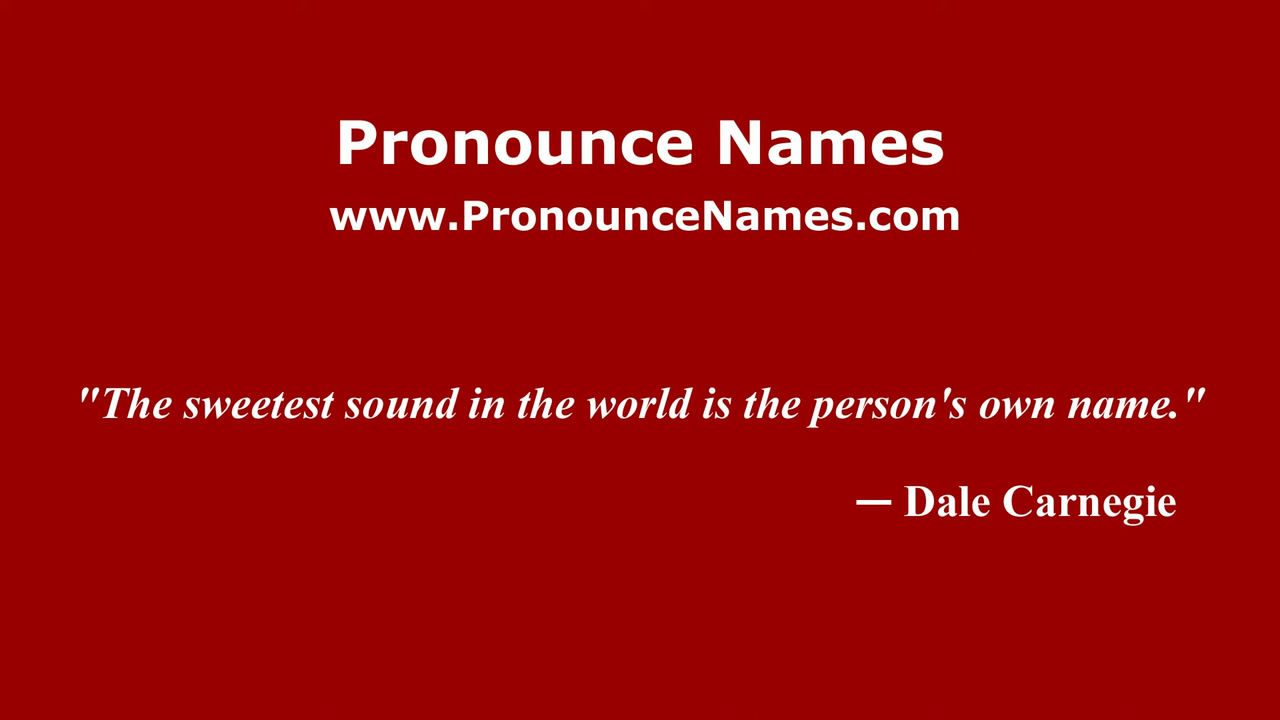 Pronounce Names
www.PronounceNames.com
"The sweetest sound in the world is the person's own name."
— Dale Carnegie